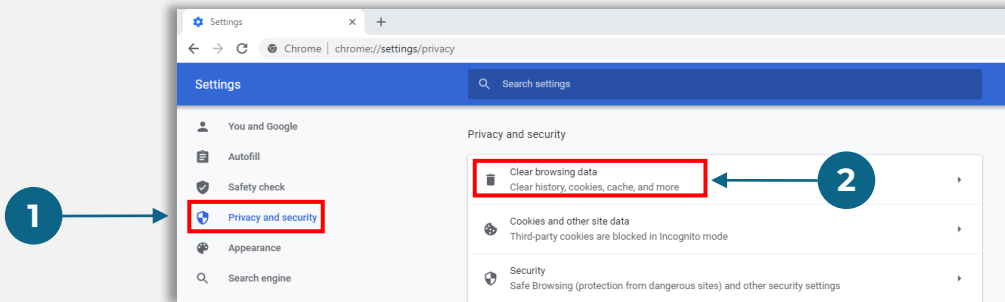 Settings
Chrome | chrome://settings/privacy
Settings
Search settings
You and Google
Autofill
Safety check
1
Privacy and security
Appearance
Search engine
Privacy and security
Clear browsing data
Clear history, cookies, cache, and more
2
Cookies and other site data
Third-party cookies are blocked in Incognito mode
Security
Safe Browsing (protection from dangerous sites) and other security settings